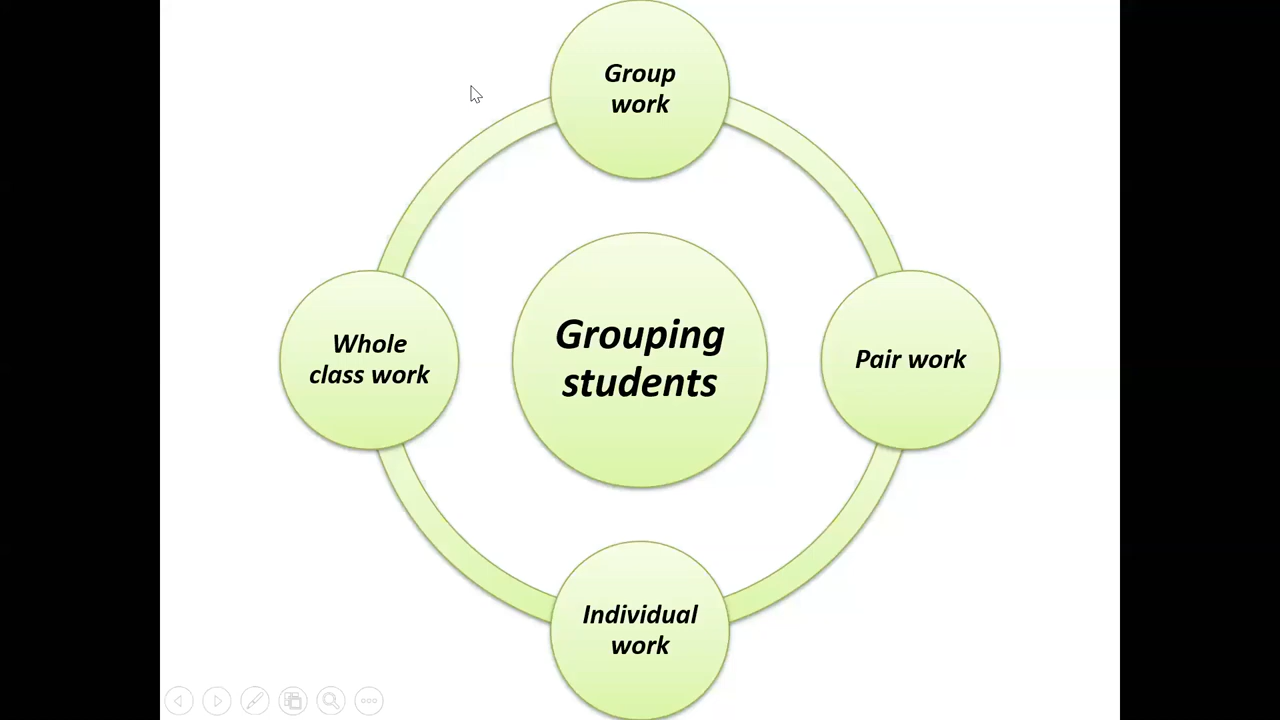 Group
work
Whole
class work
Grouping
students
Pair work
Individual
work